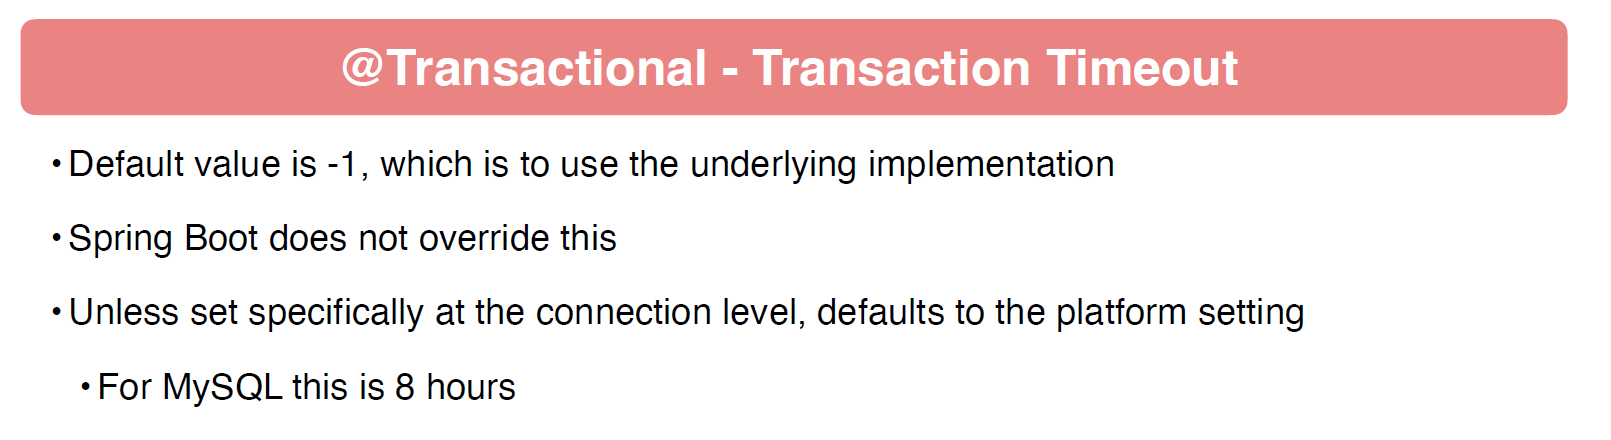 @Transactional - Transaction Timeout
• Default value is -1, which is to use the underlying implementation
• Spring Boot does not override this
• Unless set specifically at the connection level, defaults to the platform setting
• For MySQL this is 8 hours